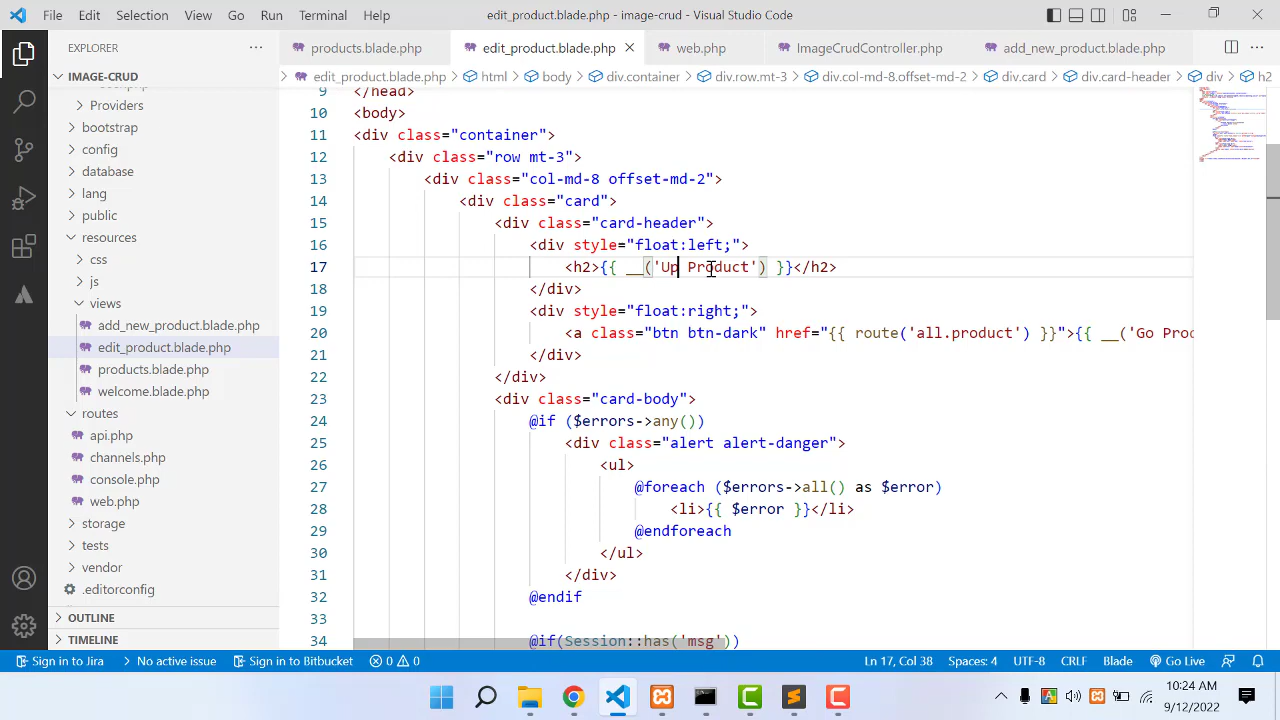 File Edit Selection View Go Run Terminal Help edit_product.blade.php - image-crud - Visual Studio Code
EXPLORER
products.blade.php
edit_product.blade.php
web.php
ImageCrudController.php
add_new_product.blade.php
IMAGE-CRUD
edit_product.blade.php > html > body > div.container > div.row.mt-3 > div.col-md-8.offset-md-2 > div.card > div.card-header > div > h2
Providers
bootstrap
config
database
lang
public
resources
css
js
views
add_new_product.blade.php
edit_product.blade.php
products.blade.php
welcome.blade.php
routes
api.php
channels.php
console.php
web.php
storage
tests
vendor
.editorconfig
OUTLINE
TIMELINE
9 </head>
10 <body>
11 <div class="container">
12 <div class="row mt-3">
13 <div class="col-md-8 offset-md-2">
14 <div class="card">
15 <div class="card-header">
16 <div style="float:left;">
17 <h2>{{ __('Up Product') }}</h2>
18 </div>
19 <div style="float:right;">
20 <a class="btn btn-dark" href="{{ route('all.product') }}">{{ __('Go Pro
21 </div>
22 </div>
23 <div class="card-body">
24 @if ($errors->any())
25 <div class="alert alert-danger">
26 <ul>
27 @foreach ($errors->all() as $error)
28 <li>{{ $error }}</li>
29 @endforeach
30 </ul>
31 </div>
32 @endif
33
34 @if(Session::has('msg'))
Sign in to Jira No active issue Sign in to Bitbucket 0 0 Ln 17, Col 38 Spaces: 4 UTF-8 CRLF Blade Go Live
10:24 AM
9/12/2022